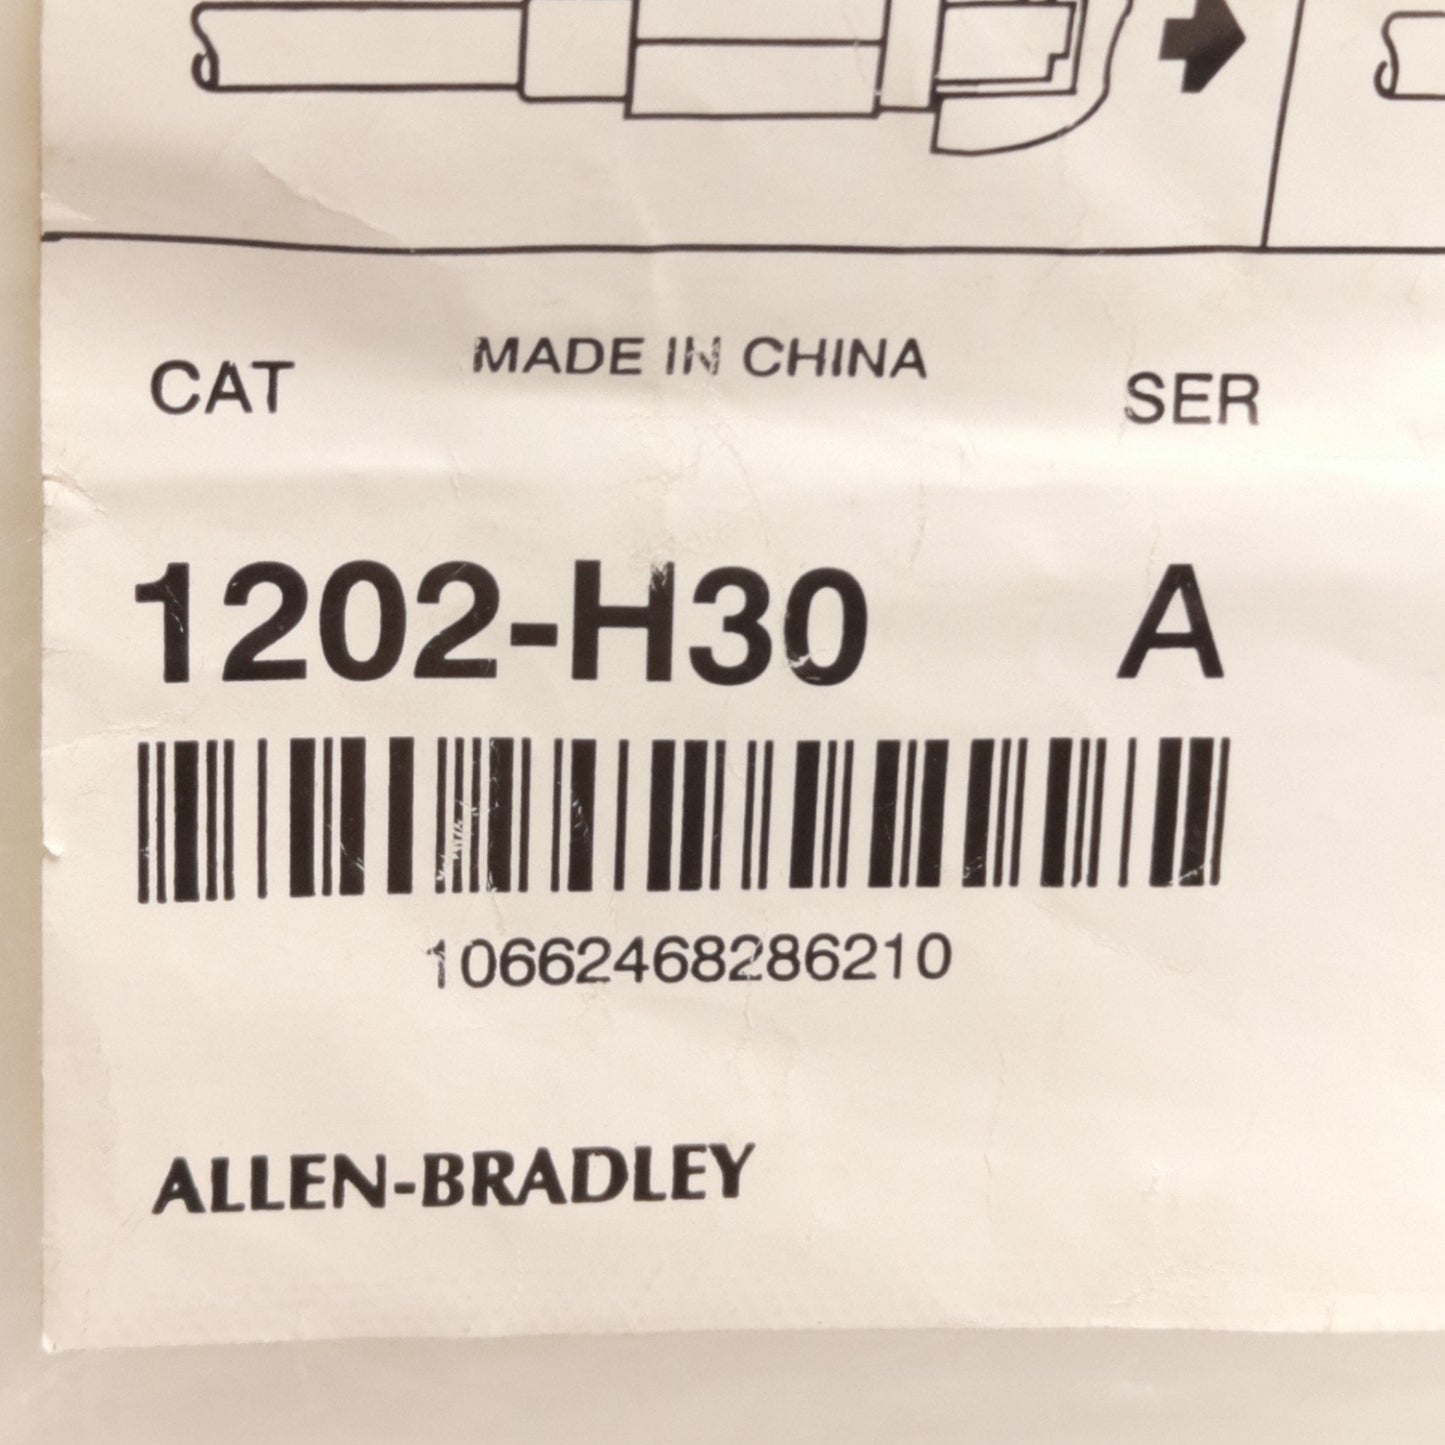 CAT MADE IN CHINA SER
1202-H30 A
10662468286210
ALLEN-BRADLEY